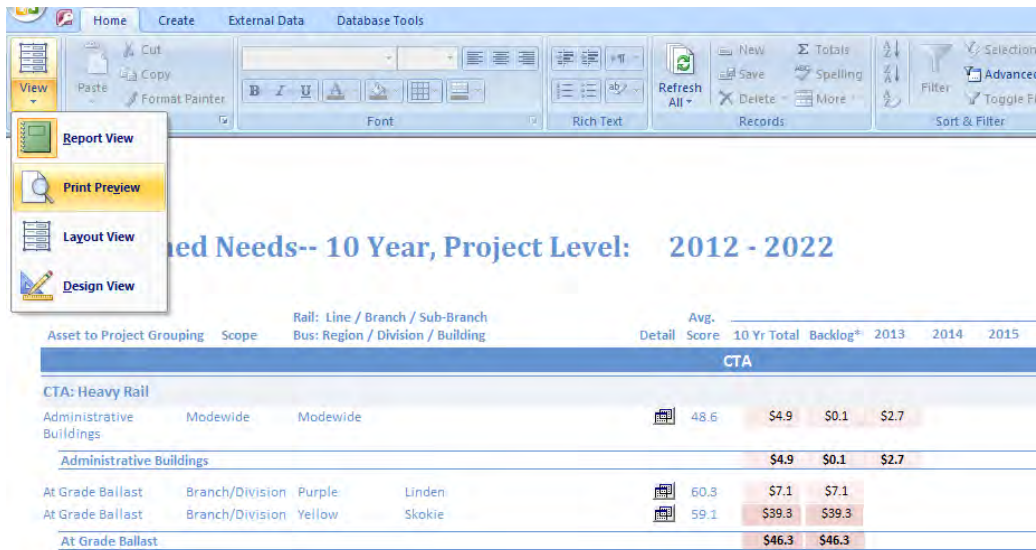 Home Create External Data Database Tools
View
Paste
Cut
Copy
Format Painter
B I U A
Font
Rich Text
Refresh
All
New
Save
Delete
Σ Totals
Spelling
More
Records
Filter
Selection
Advanced
Toggle
Sort & Filter
Report View
Print Preview
Layout View
Design View
ned Needs-- 10 Year, Project Level: 2012 - 2022
Rail: Line / Branch / Sub-Branch Avg.
Asset to Project Grouping Scope Bus: Region / Division / Building Detail Score 10 Yr Total Backlog* 2013 2014 2015
CTA
CTA: Heavy Rail
Administrative Modewide Modewide 48.6 $4.9 $0.1 $2.7
Buildings
Administrative Buildings $4.9 $0.1 $2.7
At Grade Ballast Branch/Division Purple Linden 60.3 $7.1 $7.1
At Grade Ballast Branch/Division Yellow Skokie 59.1 $39.3 $39.3
At Grade Ballast $46.3 $46.3